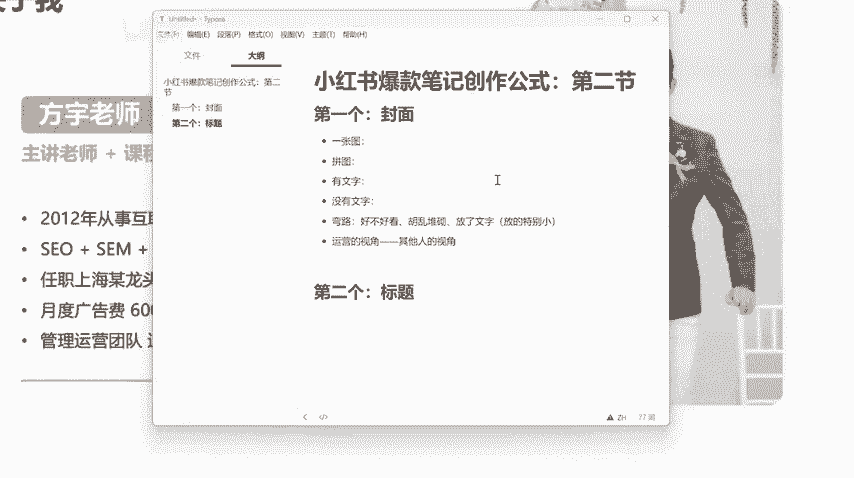 Untitled• - Typora
文件(F) 编辑(E) 段落(P) 格式(O) 视图(V) 主题(T) 帮助(H)
文件 大纲
小红书爆款笔记创作公式：第二节
第一个：封面
第二个：标题
小红书爆款笔记创作公式：第二节
第一个：封面
一张图：
拼图：
有文字：
没有文字：
弯路：好不好看、胡乱堆砌、放了文字（放的特别小）
运营的视角——其他人的视角
第二个：标题
ZH 77 词
方宇老师
主讲老师 + 课程
• 2012年从事互联
• SEO + SEM +
• 任职上海某龙头
• 月度广告费 600
• 管理运营团队